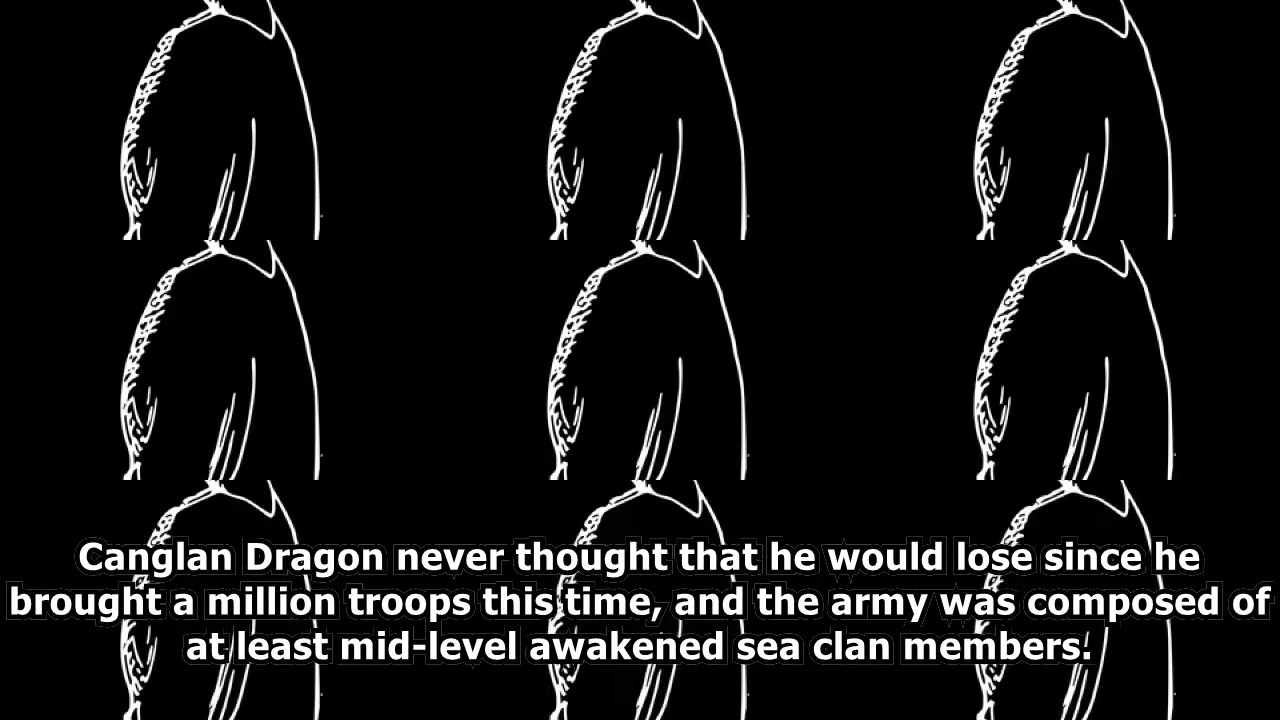 Canglan Dragon never thought that he would lose since he
brought a million troops this time, and the army was composed of
at least mid-level awakened sea clan members.